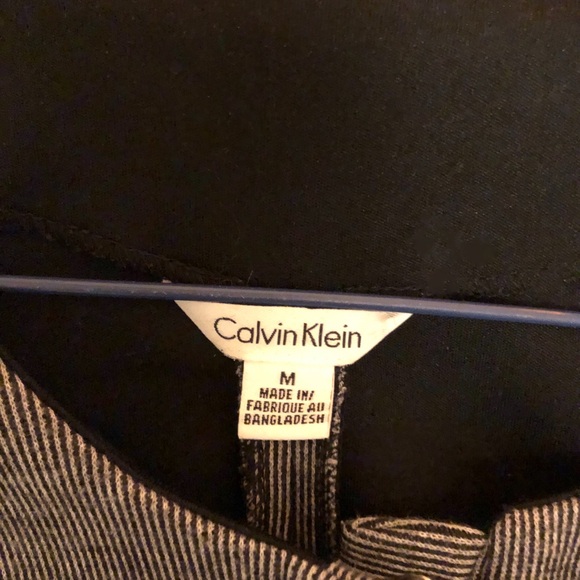 Calvin Klein
M
MADE IN/
FABRIQUE AU
BANGLADESH